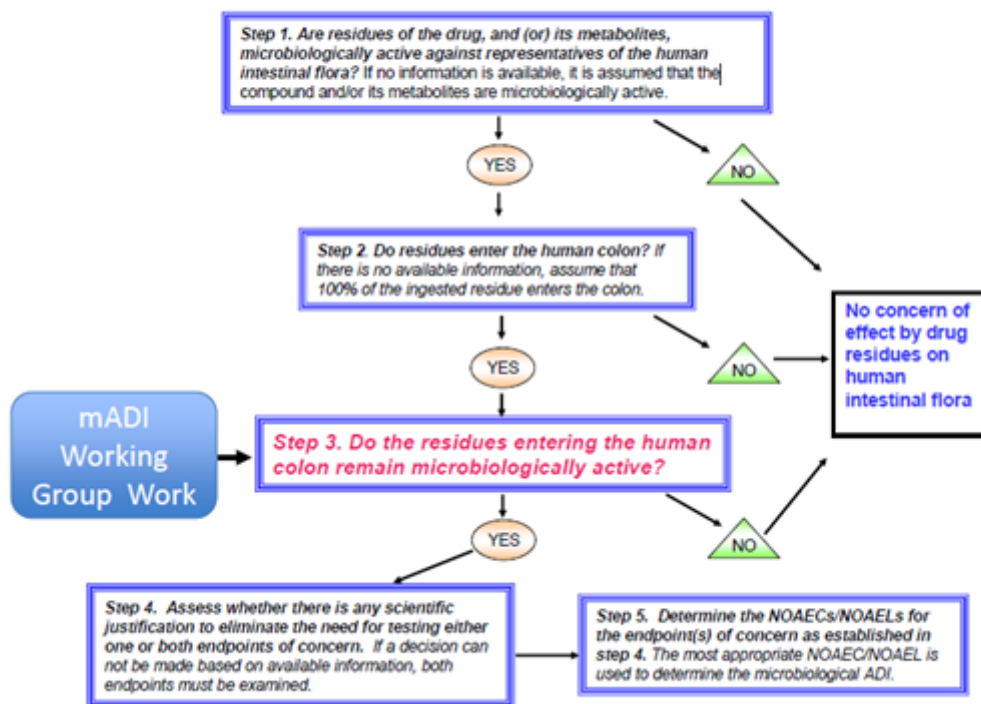 Step 1. Are residues of the drug, and (or) its metabolites,
microbiologically active against representatives of the human
intestinal flora? If no information is available, it is assumed that the
compound and/or its metabolites are microbiologically active.
YES
NO
Step 2. Do residues enter the human colon? If
there is no available information, assume that
100% of the ingested residue enters the colon.
YES
NO
No concern of
effect by drug
residues on
human
intestinal flora
mADI
Working
Group Work
Step 3. Do the residues entering the human
colon remain microbiologically active?
YES
NO
Step 4. Assess whether there is any scientific
justification to eliminate the need for testing either
one or both endpoints of concern. If a decision can
not be made based on available information, both
endpoints must be examined.
Step 5. Determine the NOAECs/NOAELs for
the endpoint(s) of concern as established in
step 4. The most appropriate NOAEC/NOAEL is
used to determine the microbiological ADI.